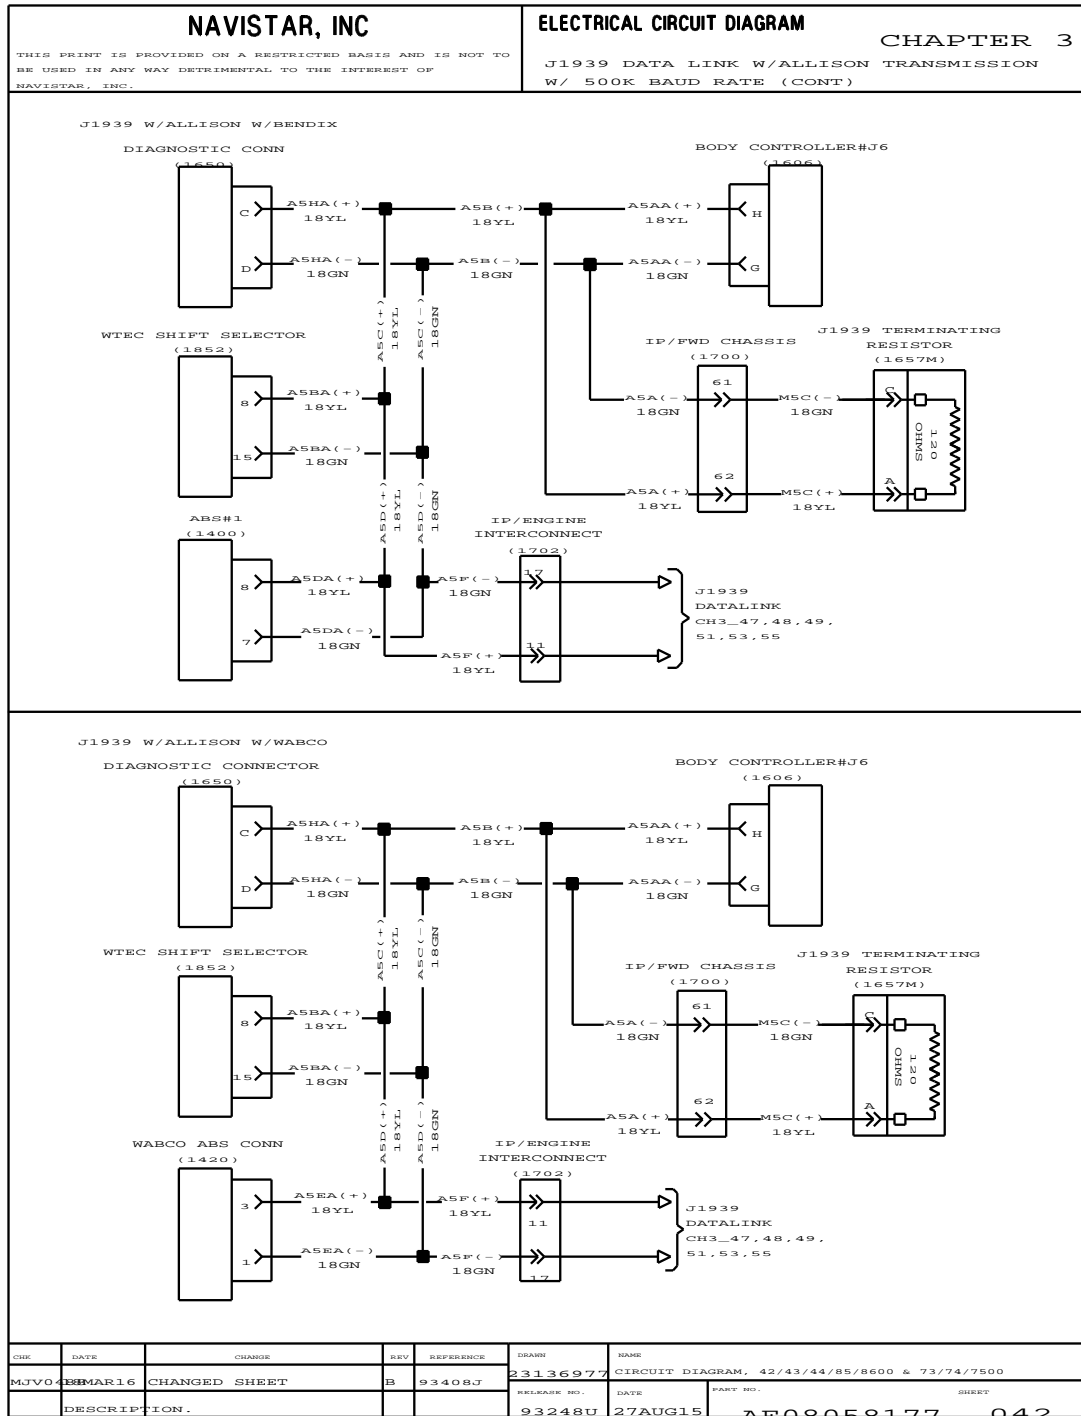 NAVISTAR, INC
THIS PRINT IS PROVIDED ON A RESTRICTED BASIS AND IS NOT TO
BE USED IN ANY WAY DETRIMENTAL TO THE INTEREST OF
NAVISTAR, INC.
ELECTRICAL CIRCUIT DIAGRAM
CHAPTER 3
J1939 DATA LINK W/ALLISON TRANSMISSION
W/ 500K BAUD RATE (CONT)
J1939 W/ALLISON W/BENDIX
DIAGNOSTIC CONN
(1650)
BODY CONTROLLER#J6
(1606)
C
A5HA(+)
18YL
A5B(+)
18YL
A5AA(+)
18YL
H
D
A5HA(-)
18GN
A5B(-)
18GN
A5AA(-)
18GN
G
A5C(+)
18YL
A5C(-)
18GN
WTEC SHIFT SELECTOR
(1852)
IP/FWD CHASSIS
(1700)
J1939 TERMINATING
RESISTOR
(1657M)
8
A5BA(+)
18YL
A5A(-)
18GN
61
M5C(-)
18GN
C
120
OHMS
15
A5BA(-)
18GN
A5A(+)
18YL
62
M5C(+)
18YL
A
A5D(+)
18YL
A5D(-)
18GN
ABS#1
(1400)
IP/ENGINE
INTERCONNECT
(1702)
8
A5DA(+)
18YL
A5F(-)
18GN
17
J1939
DATALINK
CH3_47,48,49,
51,53,55
7
A5DA(-)
18GN
A5F(+)
18YL
11
J1939 W/ALLISON W/WABCO
DIAGNOSTIC CONNECTOR
(1650)
BODY CONTROLLER#J6
(1606)
C
A5HA(+)
18YL
A5B(+)
18YL
A5AA(+)
18YL
H
D
A5HA(-)
18GN
A5B(-)
18GN
A5AA(-)
18GN
G
A5C(+)
18YL
A5C(-)
18GN
WTEC SHIFT SELECTOR
(1852)
IP/FWD CHASSIS
(1700)
J1939 TERMINATING
RESISTOR
(1657M)
8
A5BA(+)
18YL
A5A(-)
18GN
61
M5C(-)
18GN
C
120
OHMS
15
A5BA(-)
18GN
A5A(+)
18YL
62
M5C(+)
18YL
A
A5D(+)
18YL
A5D(-)
18GN
WABCO ABS CONN
(1420)
IP/ENGINE
INTERCONNECT
(1702)
3
A5EA(+)
18YL
A5F(+)
18YL
11
J1939
DATALINK
CH3_47,48,49,
51,53,55
1
A5EA(-)
18GN
A5F(-)
18GN
17
CHK DATE CHANGE REV REFERENCE
CHANGED SHEET B 93408J
DESCRIPTION.
DRAWN
23136977
NAME
CIRCUIT DIAGRAM, 42/43/44/85/8600 & 73/74/7500
RELEASE NO.
93248U
DATE
27AUG15
PART NO.
AF08058177
SHEET
042